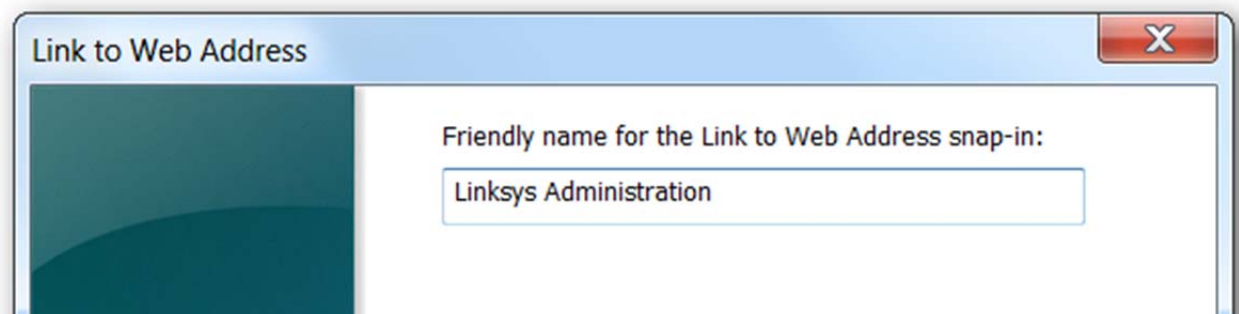 Link to Web Address
Friendly name for the Link to Web Address snap-in:
Linksys Administration